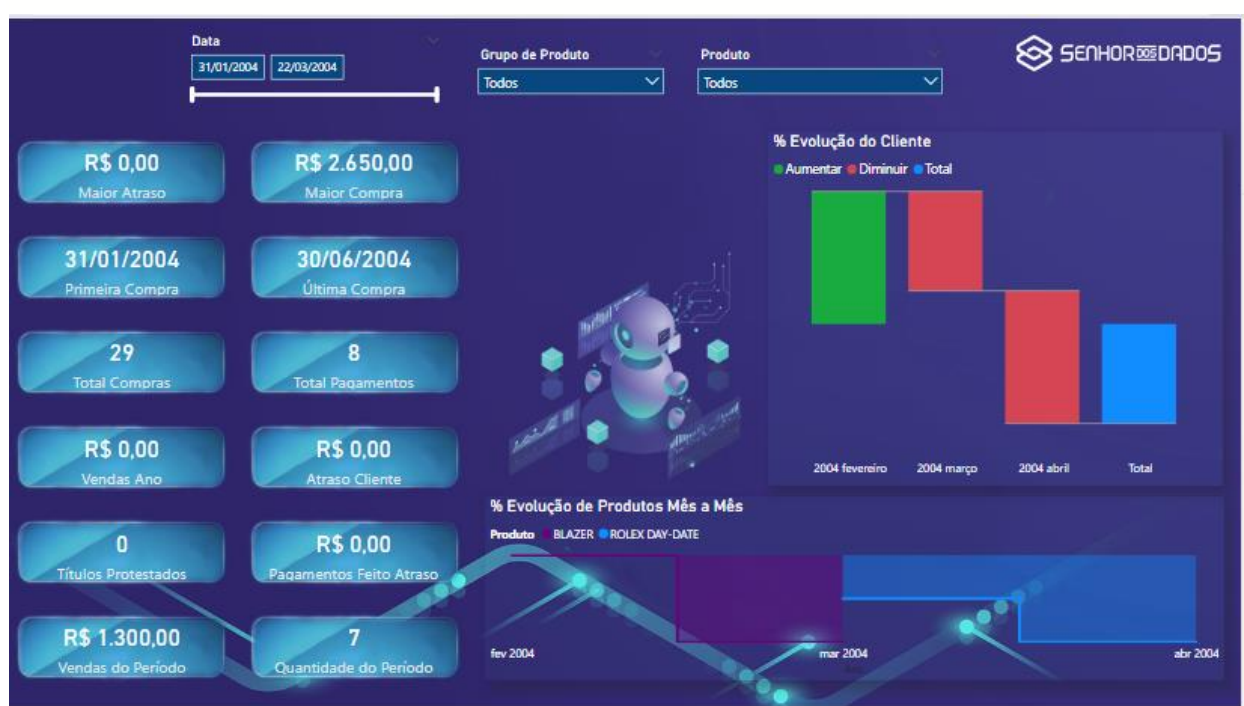 Data
31/01/2004 22/03/2004
Grupo de Produto
Todos
Produto
Todos
SENHOR DOS DADOS
R$ 0,00
Maior Atraso
R$ 2.650,00
Maior Compra
31/01/2004
Primeira Compra
30/06/2004
Última Compra
29
Total Compras
8
Total Pagamentos
R$ 0,00
Vendas Ano
R$ 0,00
Atraso Cliente
0
Títulos Protestados
R$ 0,00
Pagamentos Feito Atraso
R$ 1.300,00
Vendas do Período
7
Quantidade do Período
% Evolução do Cliente
Aumentar Diminuir Total
2004 fevereiro 2004 março 2004 abril Total
% Evolução de Produtos Mês a Mês
Produto BLAZER ROLEX DAY-DATE
fev 2004 mar 2004 abr 2004